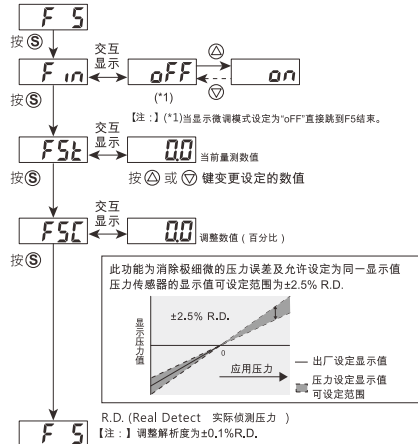 F 5
按 Ⓢ
交互
显示
F in
oFF
on
(*1)
按 Ⓢ
【注：】(*1)当显示微调模式设定为“oFF”直接跳到F5结束。
交互
显示
FSt
0.0 当前量测数值
按 Ⓢ
按 △ 或 ▽ 键变更设定的数值
交互
显示
FSC
0.0 调整数值（百分比）
按 Ⓢ
此功能为消除极细微的压力误差及允许设定为同一显示值
压力传感器的显示值可设定范围为±2.5% R.D.
显示压力值
±2.5% R.D.
0
应用压力
出厂设定显示值
压力设定显示值
可设定范围
R.D. (Real Detect 实际侦测压力 )
F 5
【注：】调整解析度为±0.1%R.D.